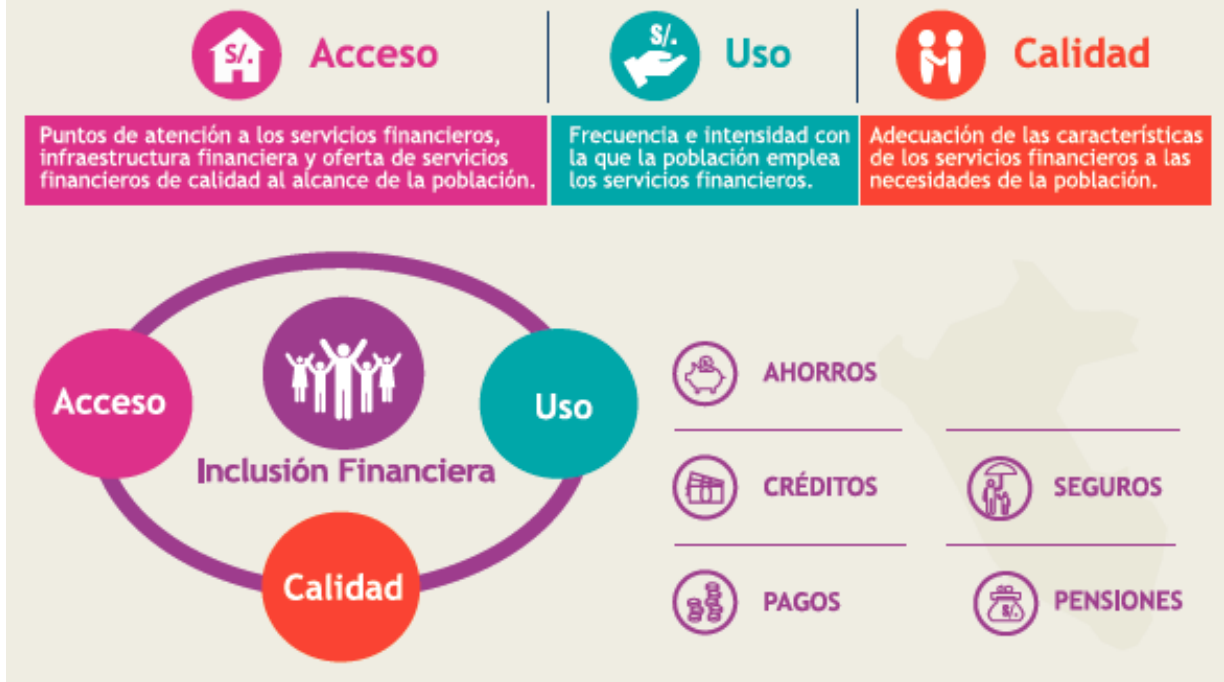 S/. Acceso
Puntos de atención a los servicios financieros,
infraestructura financiera y oferta de servicios
financieros de calidad al alcance de la población.
S/. Uso
Frecuencia e intensidad con
la que la población emplea
los servicios financieros.
Calidad
Adecuación de las características
de los servicios financieros a las
necesidades de la población.
Acceso
Inclusión Financiera
Uso
Calidad
AHORROS
CRÉDITOS
SEGUROS
PAGOS
S/.
PENSIONES